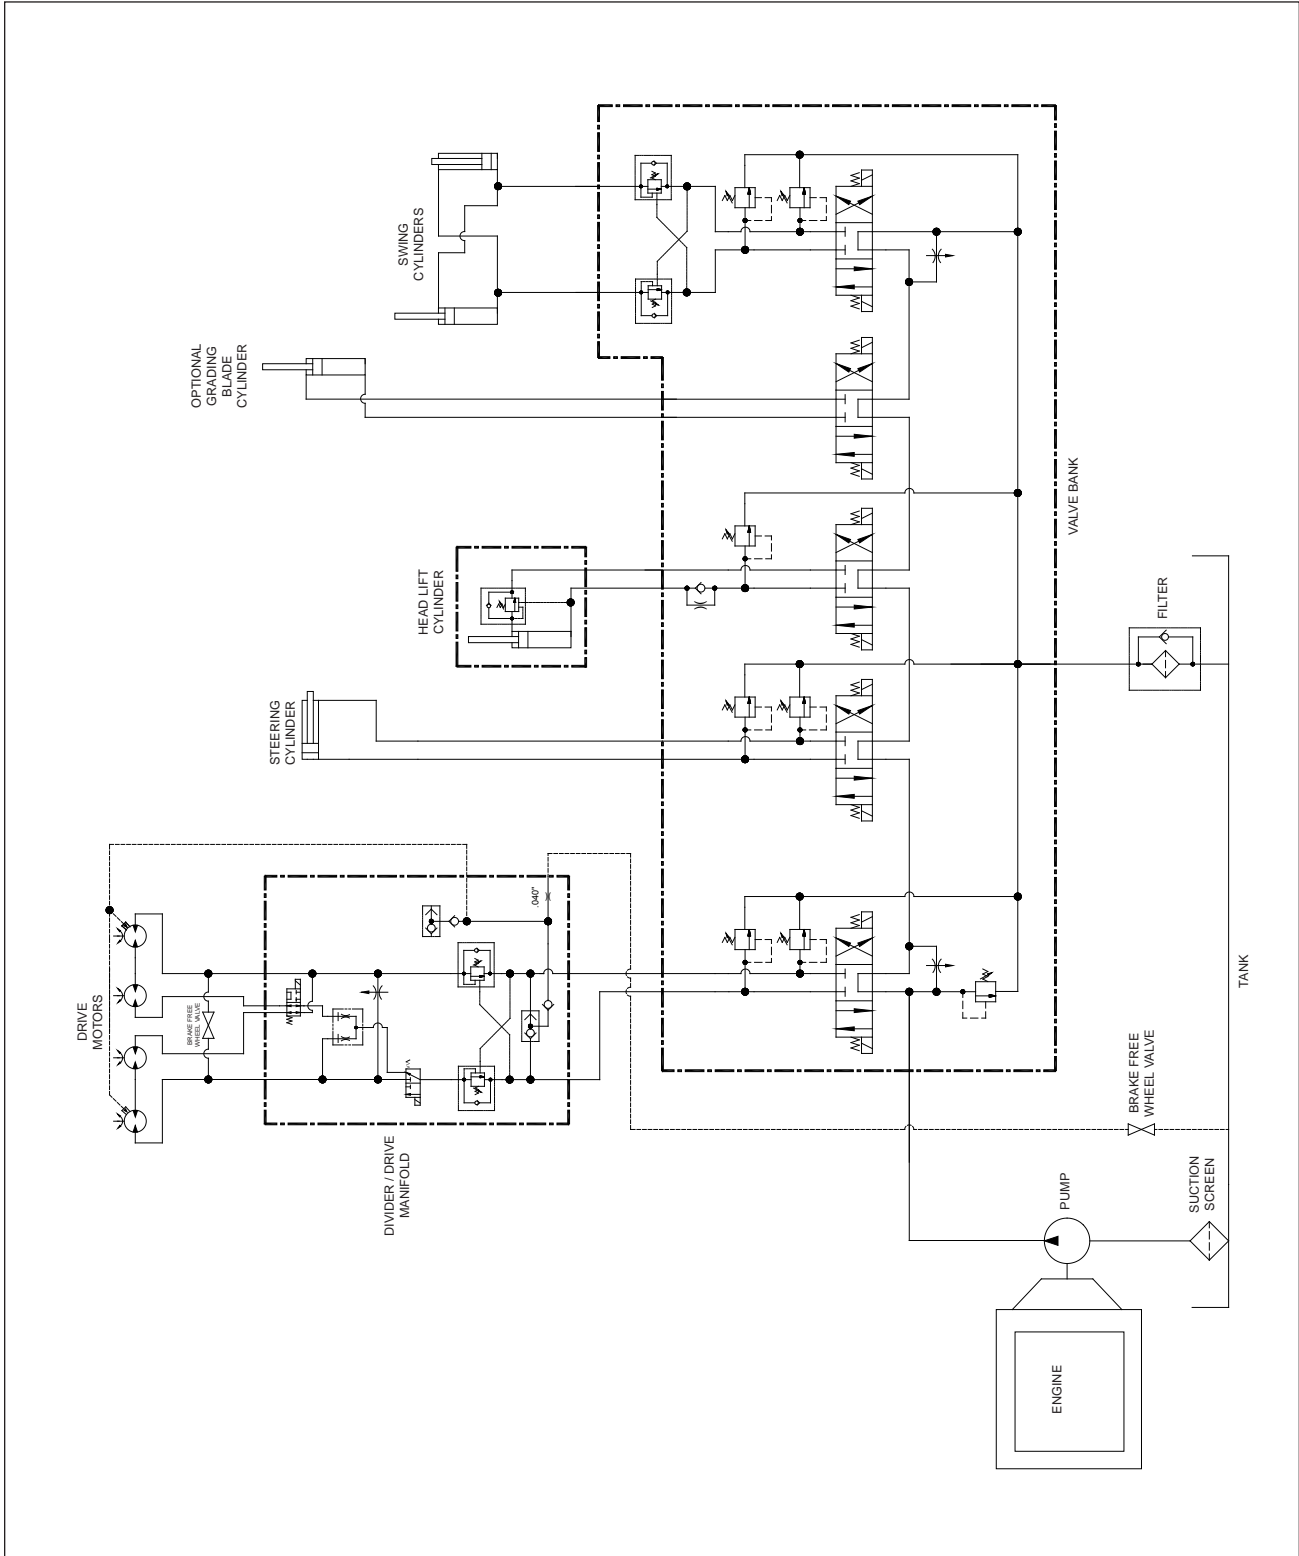 DRIVE
MOTORS
BRAKE FREE
WHEEL VALVE
DIVIDER / DRIVE
MANIFOLD
.040"
STEERING
CYLINDER
HEAD LIFT
CYLINDER
OPTIONAL
GRADING
BLADE
CYLINDER
SWING
CYLINDERS
VALVE BANK
ENGINE
PUMP
SUCTION
SCREEN
BRAKE FREE
WHEEL VALVE
TANK
FILTER